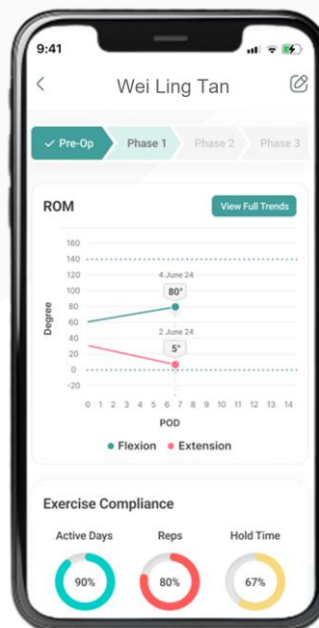 9:41
Wei Ling Tan
Pre-Op Phase 1 Phase 2 Phase 3
ROM View Full Trends
160
140
120
100
80
60
40
20
0
-20
Degree
4 June 24
80°
2 June 24
5°
0 1 2 3 4 5 6 7 8 9 10 11 12 13 14
POD
Flexion Extension
Exercise Compliance
Active Days Reps Hold Time
90% 80% 67%